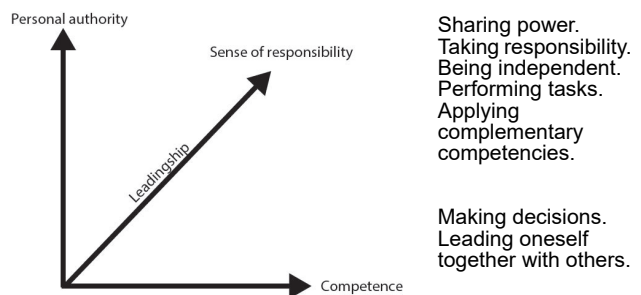 Personal authority
Sense of responsibility
Leadingship
Competence
Sharing power.
Taking responsibility.
Being independent.
Performing tasks.
Applying
complementary
competencies.
Making decisions.
Leading oneself
together with others.